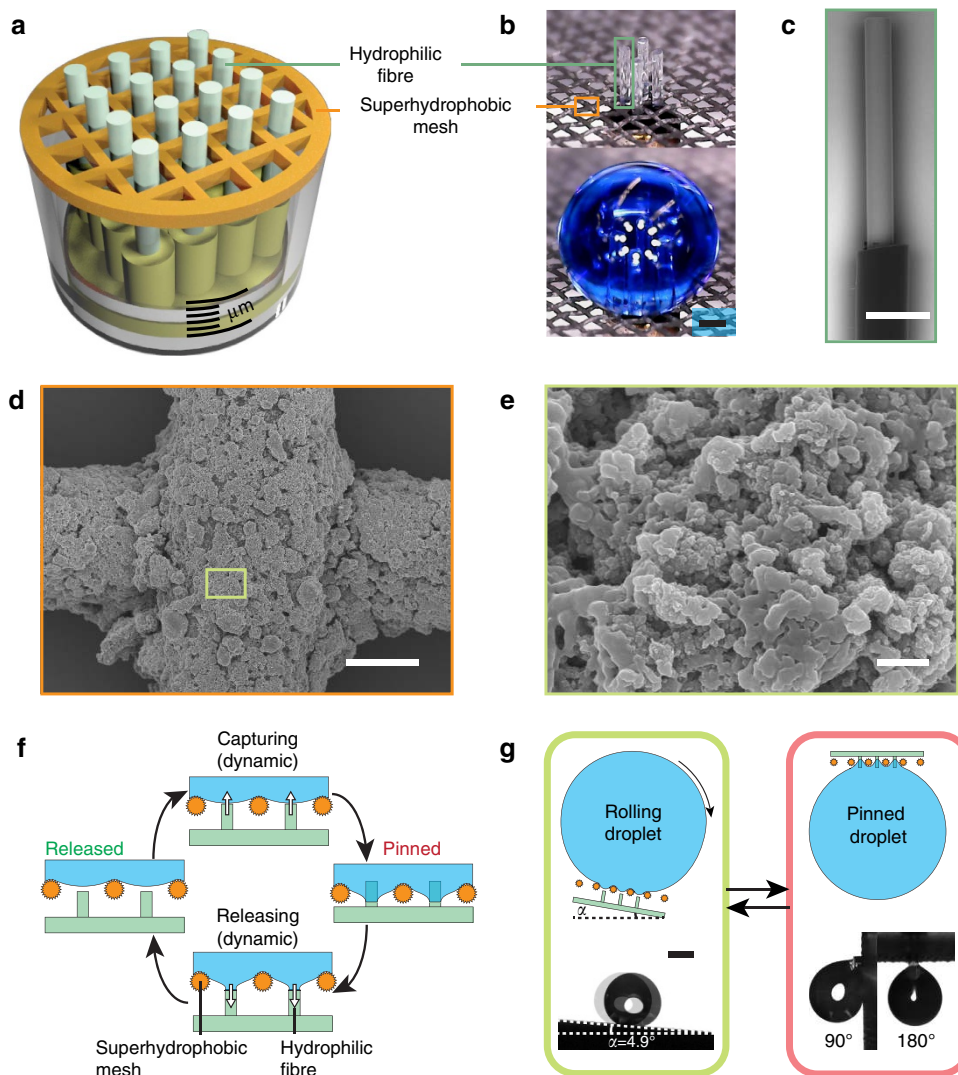 a
b
c
Hydrophilic
fibre
Superhydrophobic
mesh
μm
d
e
f
Capturing
(dynamic)
Released
Pinned
Releasing
(dynamic)
Superhydrophobic
mesh
Hydrophilic
fibre
g
Rolling
droplet
α
α=4.9°
Pinned
droplet
90°
180°